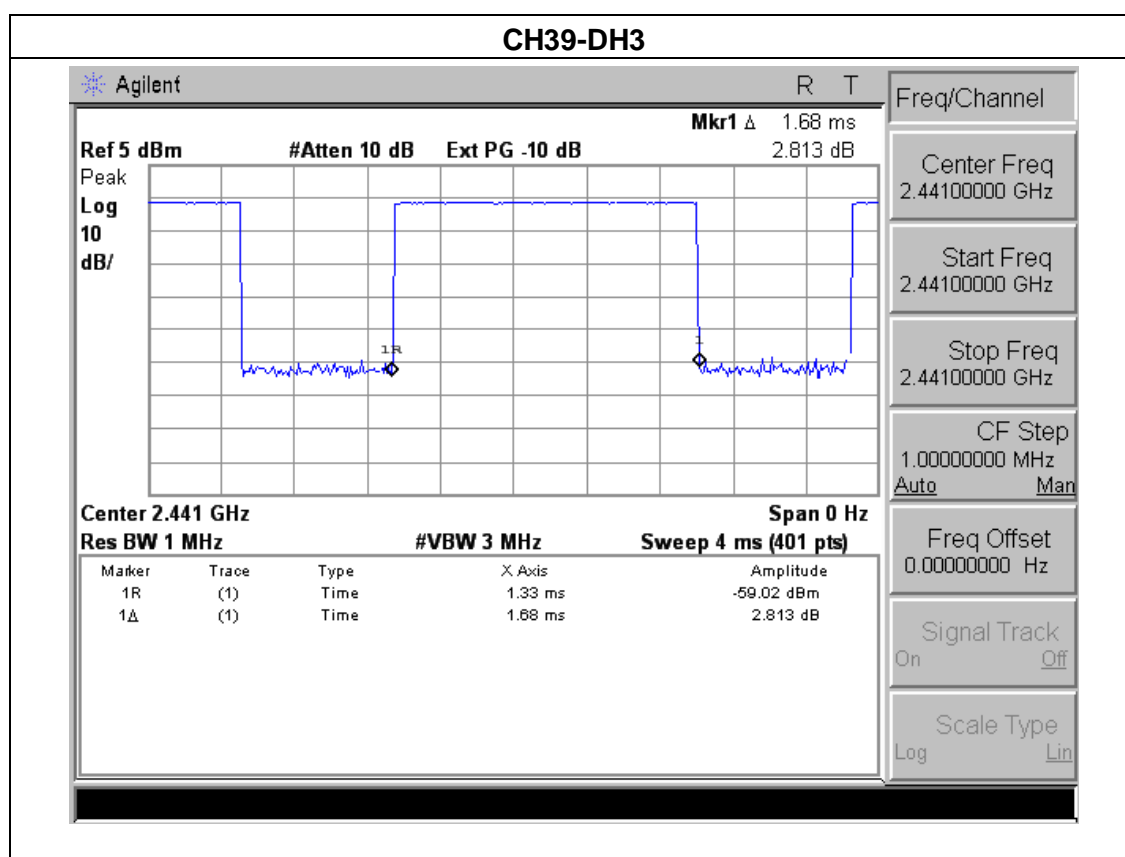 CH39-DH3
Agilent R T
Mkr1 Δ 1.68 ms
Ref 5 dBm #Atten 10 dB Ext PG -10 dB 2.813 dB
Peak
Log
10
dB/
1R
1
Center 2.441 GHz Span 0 Hz
Res BW 1 MHz #VBW 3 MHz Sweep 4 ms (401 pts)
Marker Trace Type X Axis Amplitude
1R (1) Time 1.33 ms -59.02 dBm
1Δ (1) Time 1.68 ms 2.813 dB
Freq/Channel
Center Freq
2.44100000 GHz
Start Freq
2.44100000 GHz
Stop Freq
2.44100000 GHz
CF Step
1.00000000 MHz
Auto Man
Freq Offset
0.00000000 Hz
Signal Track
On Off
Scale Type
Log Lin